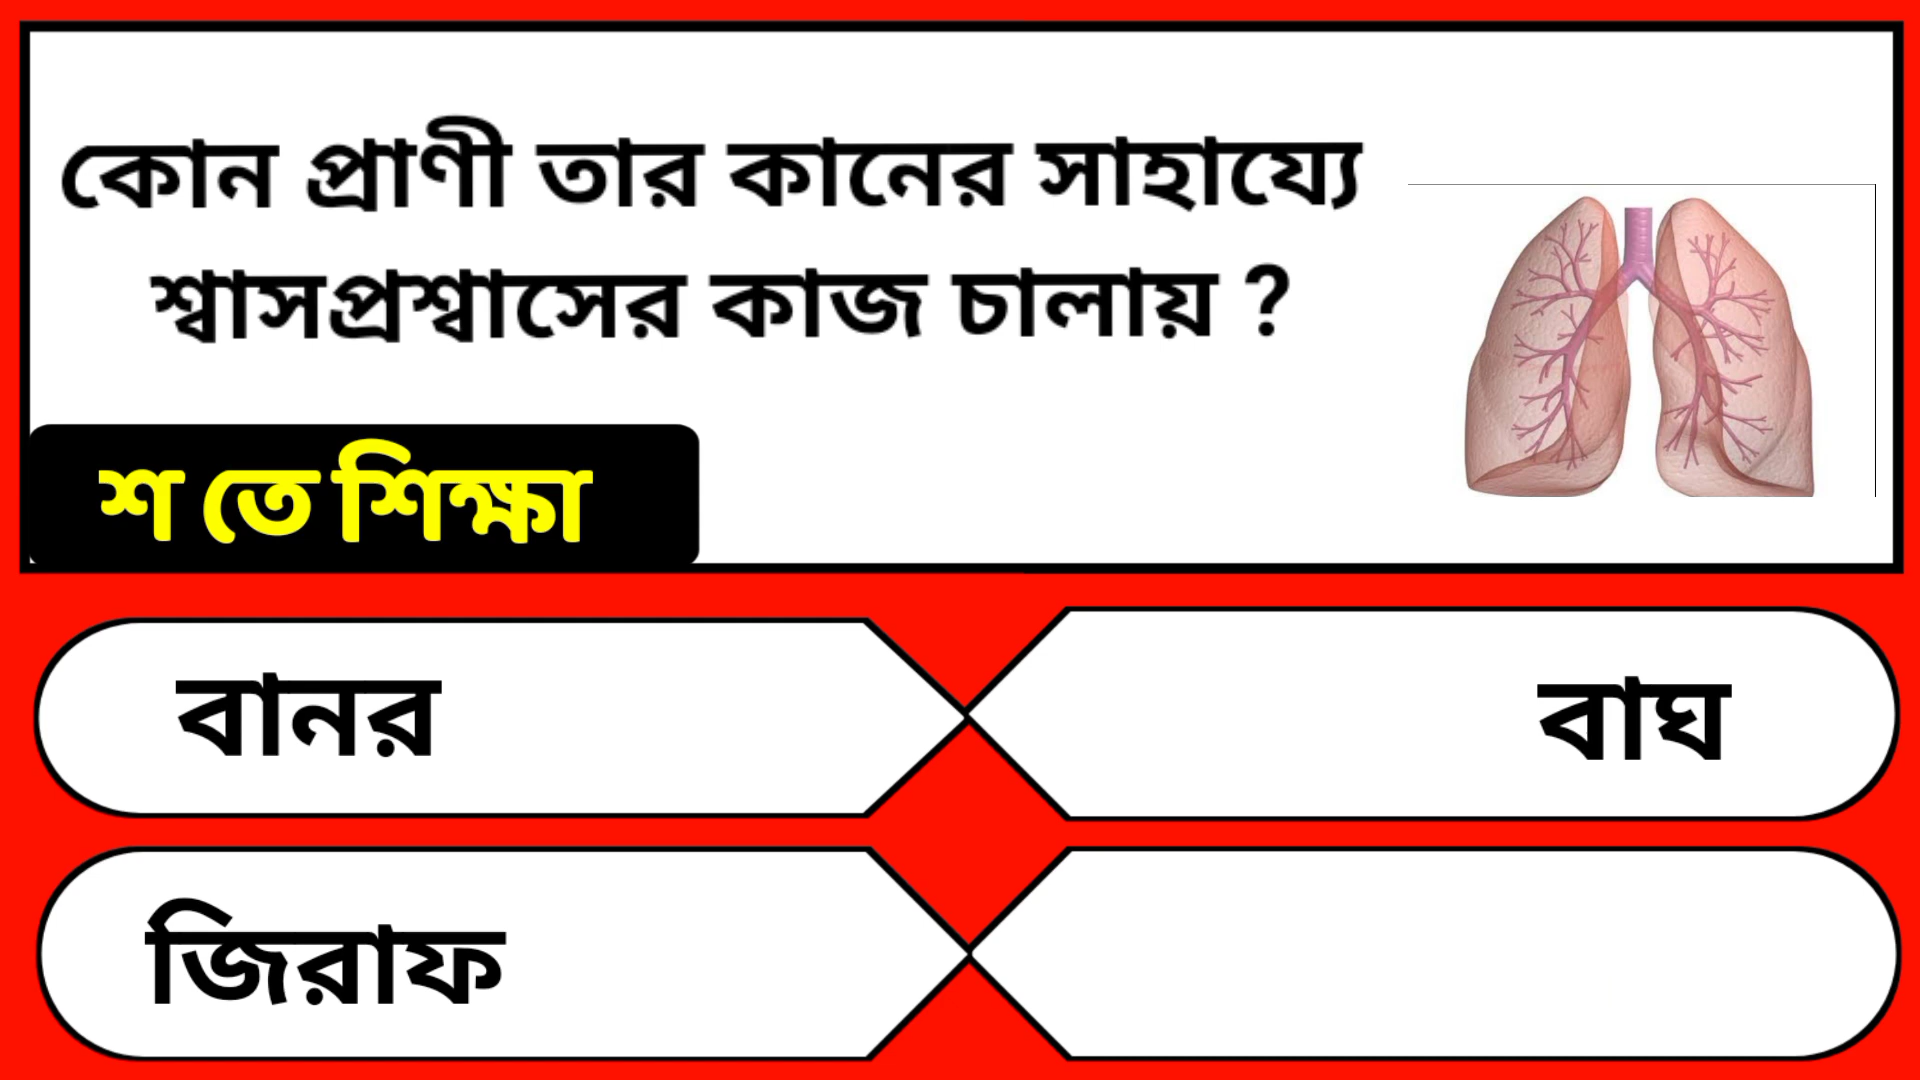 কোন প্রাণী তার কানের সাহায্যে
শ্বাসপ্রশ্বাসের কাজ চালায় ?
শ তে শিক্ষা
বানর
বাঘ
জিরাফ